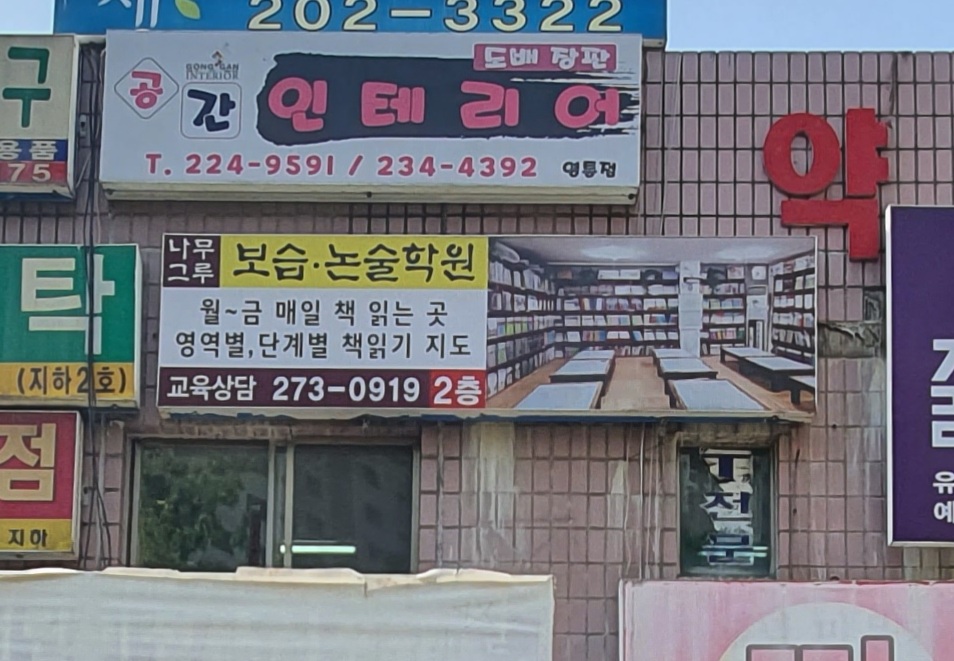 202-3322
구
용품
75
공간
GONG GAN
INTERIOR
도배 장판
인테리어
T. 224-9591 / 234-4392 영통점
약
탁
(지하2호)
점
지하
나무
그루
보습·논술학원
월~금 매일 책 읽는 곳
영역별,단계별 책읽기 지도
교육상담 273-0919 2층
유
예